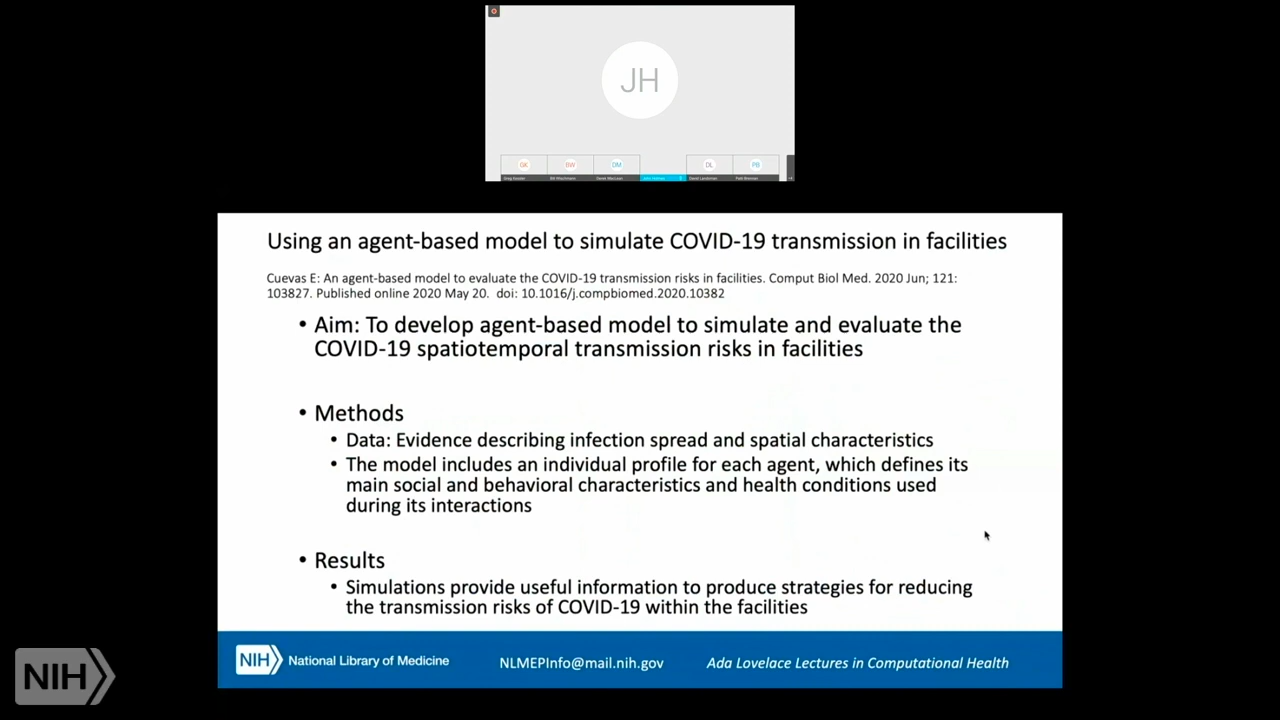 JH
GK
BW
DM
DL
PB
Using an agent-based model to simulate COVID-19 transmission in facilities
Cuevas E: An agent-based model to evaluate the COVID-19 transmission risks in facilities. Comput Biol Med. 2020 Jun; 121:
103827. Published online 2020 May 20. doi: 10.1016/j.compbiomed.2020.10382
• Aim: To develop agent-based model to simulate and evaluate the
COVID-19 spatiotemporal transmission risks in facilities
• Methods
• Data: Evidence describing infection spread and spatial characteristics
• The model includes an individual profile for each agent, which defines its
main social and behavioral characteristics and health conditions used
during its interactions
• Results
• Simulations provide useful information to produce strategies for reducing
the transmission risks of COVID-19 within the facilities
NIH National Library of Medicine NLMEPInfo@mail.nih.gov Ada Lovelace Lectures in Computational Health
NIH